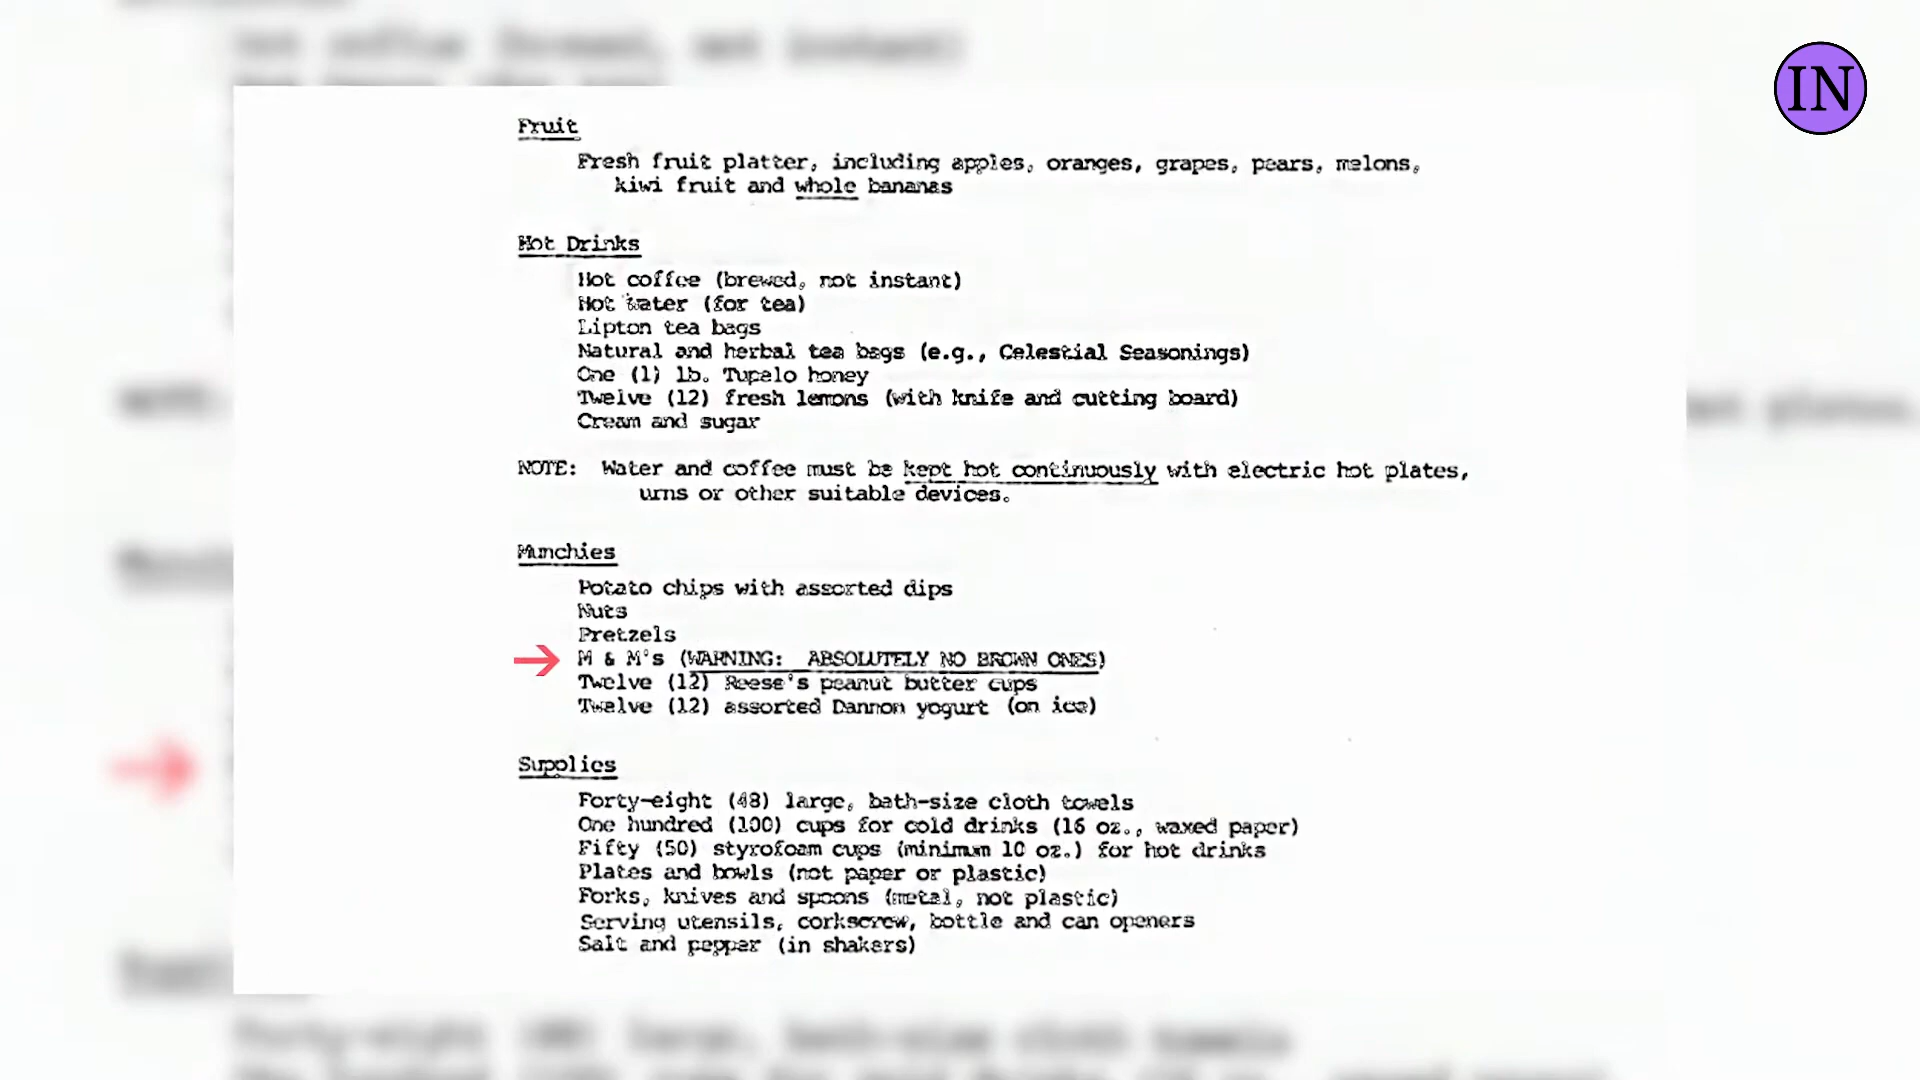 IN
Fruit
Fresh fruit platter, including apples, oranges, grapes, pears, melons,
kiwi fruit and whole bananas
Hot Drinks
Hot coffee (brewed, not instant)
Hot water (for tea)
Lipton tea bags
Natural and herbal tea bags (e.g., Celestial Seasonings)
One (1) lb. Tupelo honey
Twelve (12) fresh lemons (with knife and cutting board)
Cream and sugar
NOTE: Water and coffee must be kept hot continuously with electric hot plates,
urns or other suitable devices.
Munchies
Potato chips with assorted dips
Nuts
Pretzels
M & M's (WARNING: ABSOLUTELY NO BROWN ONES)
Twelve (12) Reese's peanut butter cups
Twelve (12) assorted Dannon yogurt (on ice)
Supplies
Forty-eight (48) large, bath-size cloth towels
One hundred (100) cups for cold drinks (16 oz., waxed paper)
Fifty (50) styrofoam cups (minimum 10 oz.) for hot drinks
Plates and bowls (not paper or plastic)
Forks, knives and spoons (metal, not plastic)
Serving utensils, corkscrew, bottle and can openers
Salt and pepper (in shakers)